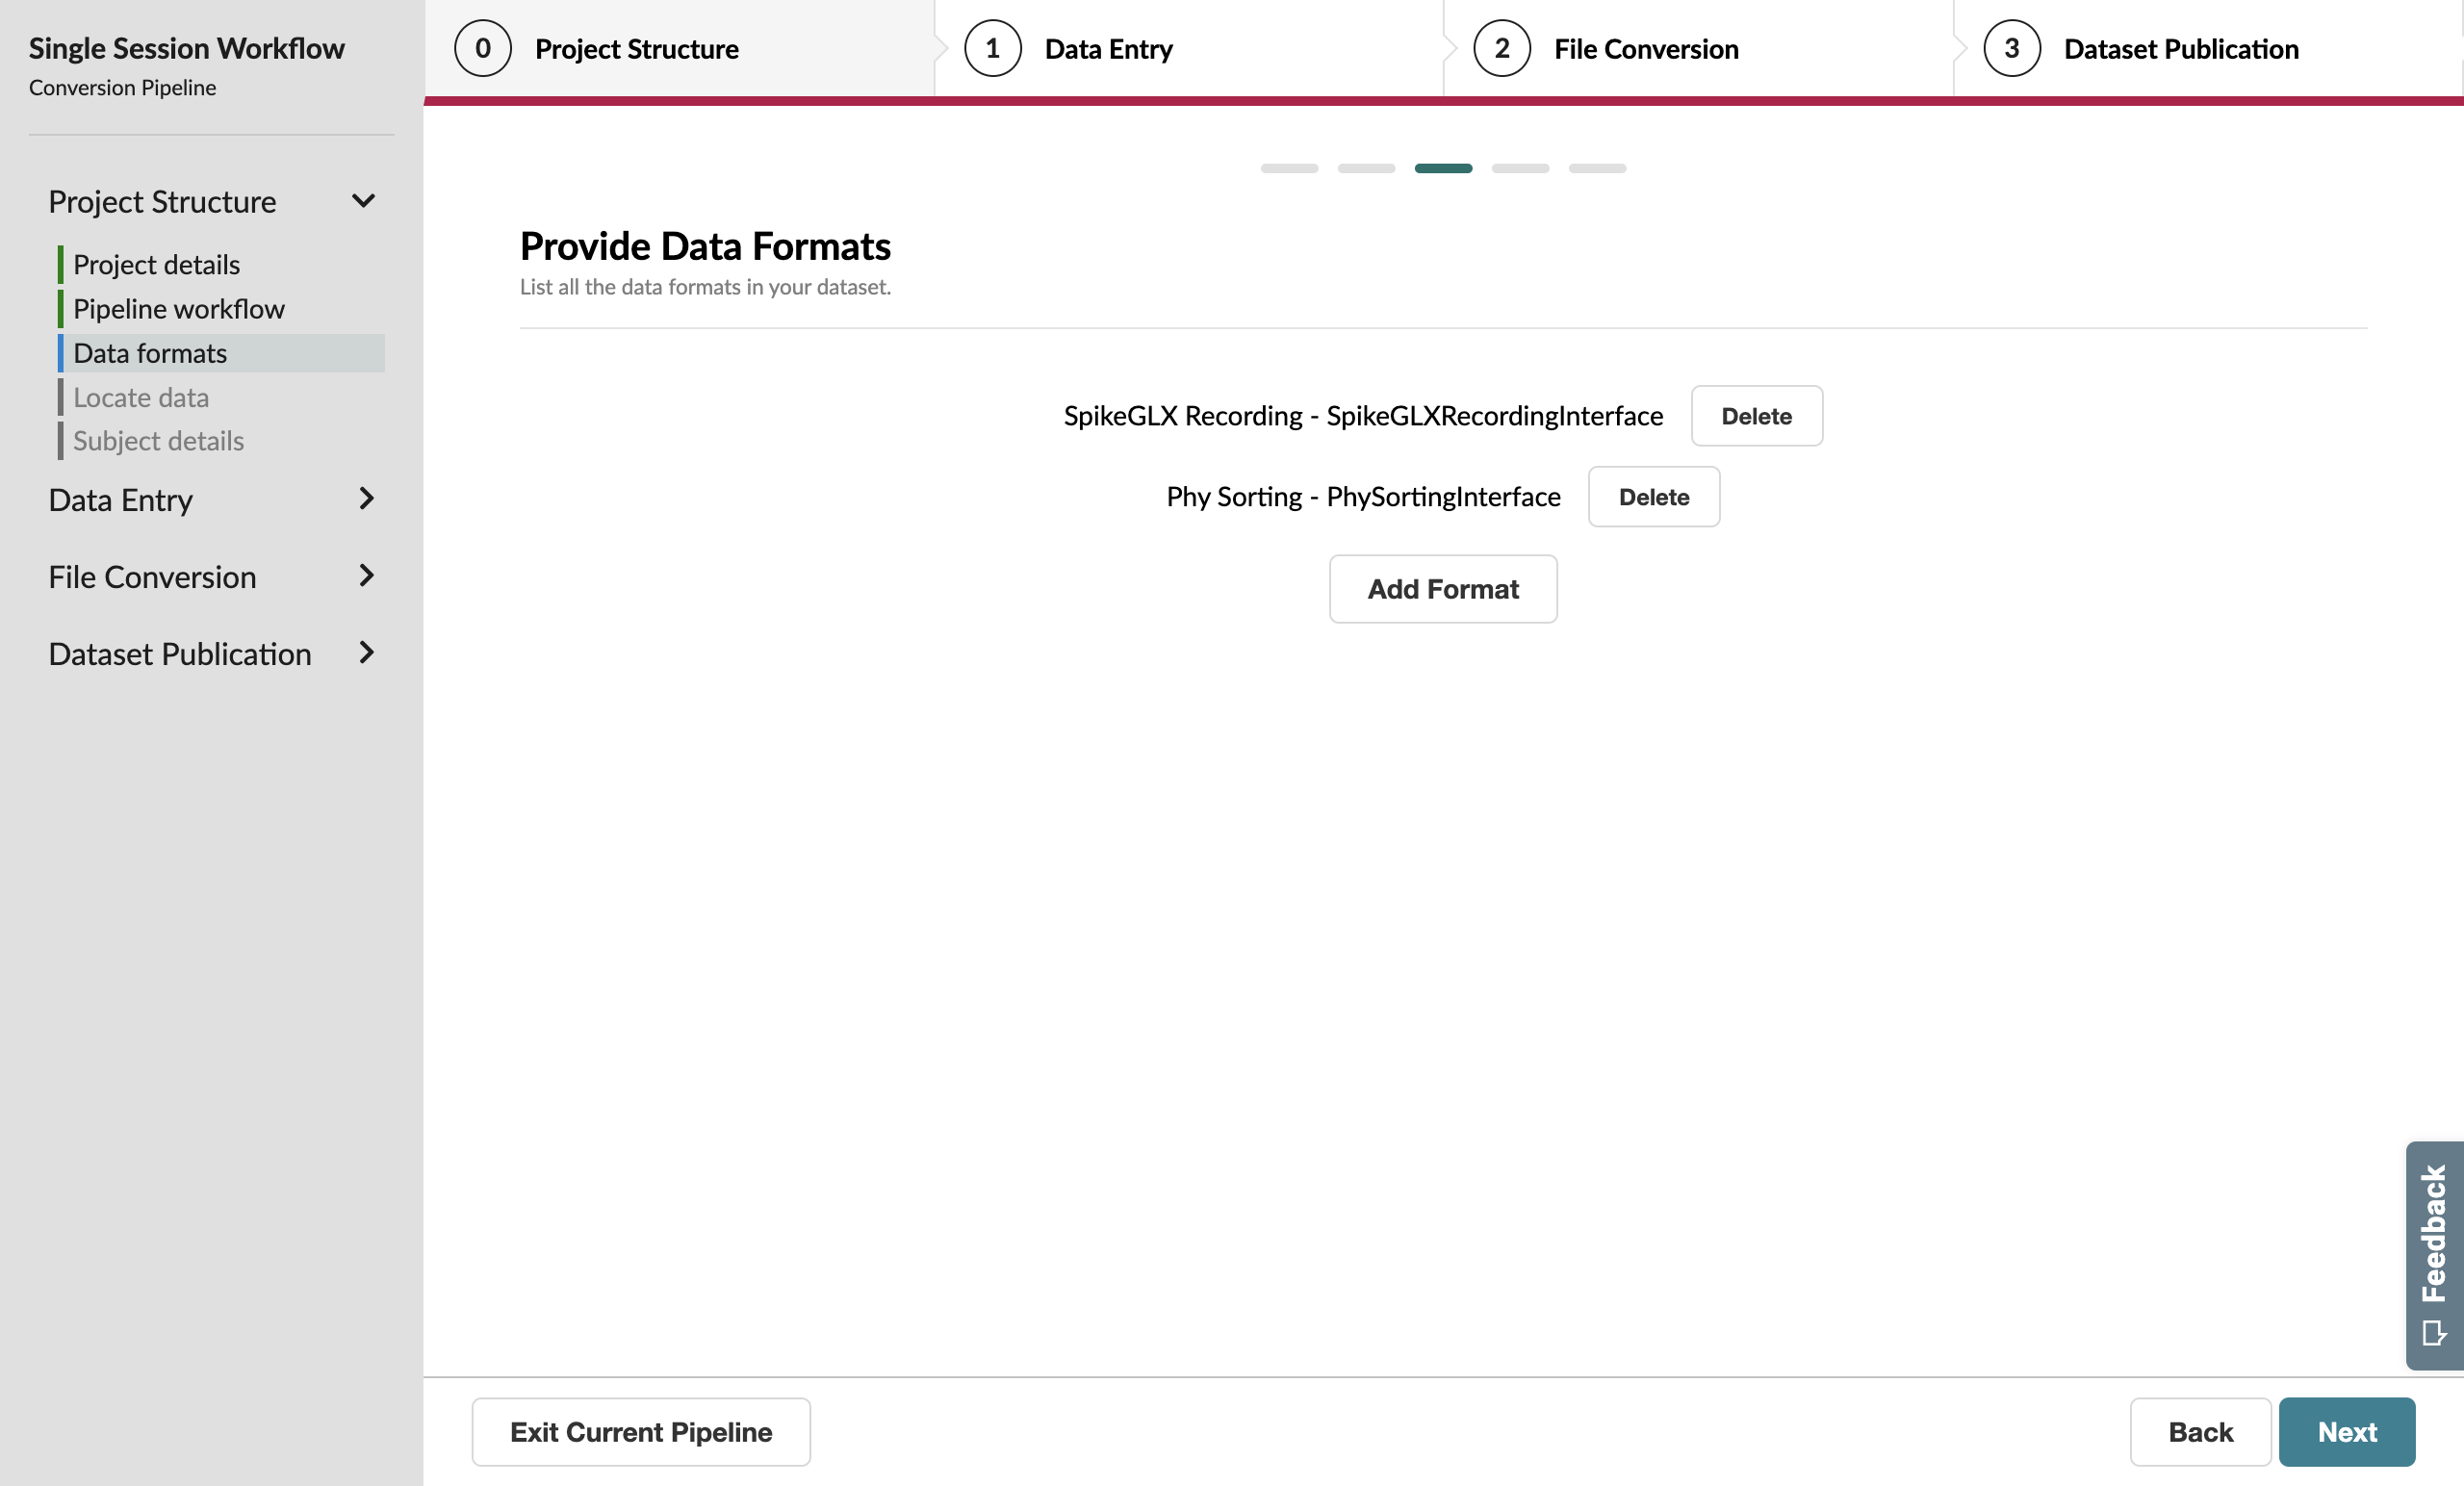 Single Session Workflow
Conversion Pipeline
Project Structure
Project details
Pipeline workflow
Data formats
Locate data
Subject details
Data Entry
File Conversion
Dataset Publication
0 Project Structure
1 Data Entry
2 File Conversion
3 Dataset Publication
Provide Data Formats
List all the data formats in your dataset.
SpikeGLX Recording - SpikeGLXRecordingInterface Delete
Phy Sorting - PhySortingInterface Delete
Add Format
Feedback
Exit Current Pipeline
Back
Next